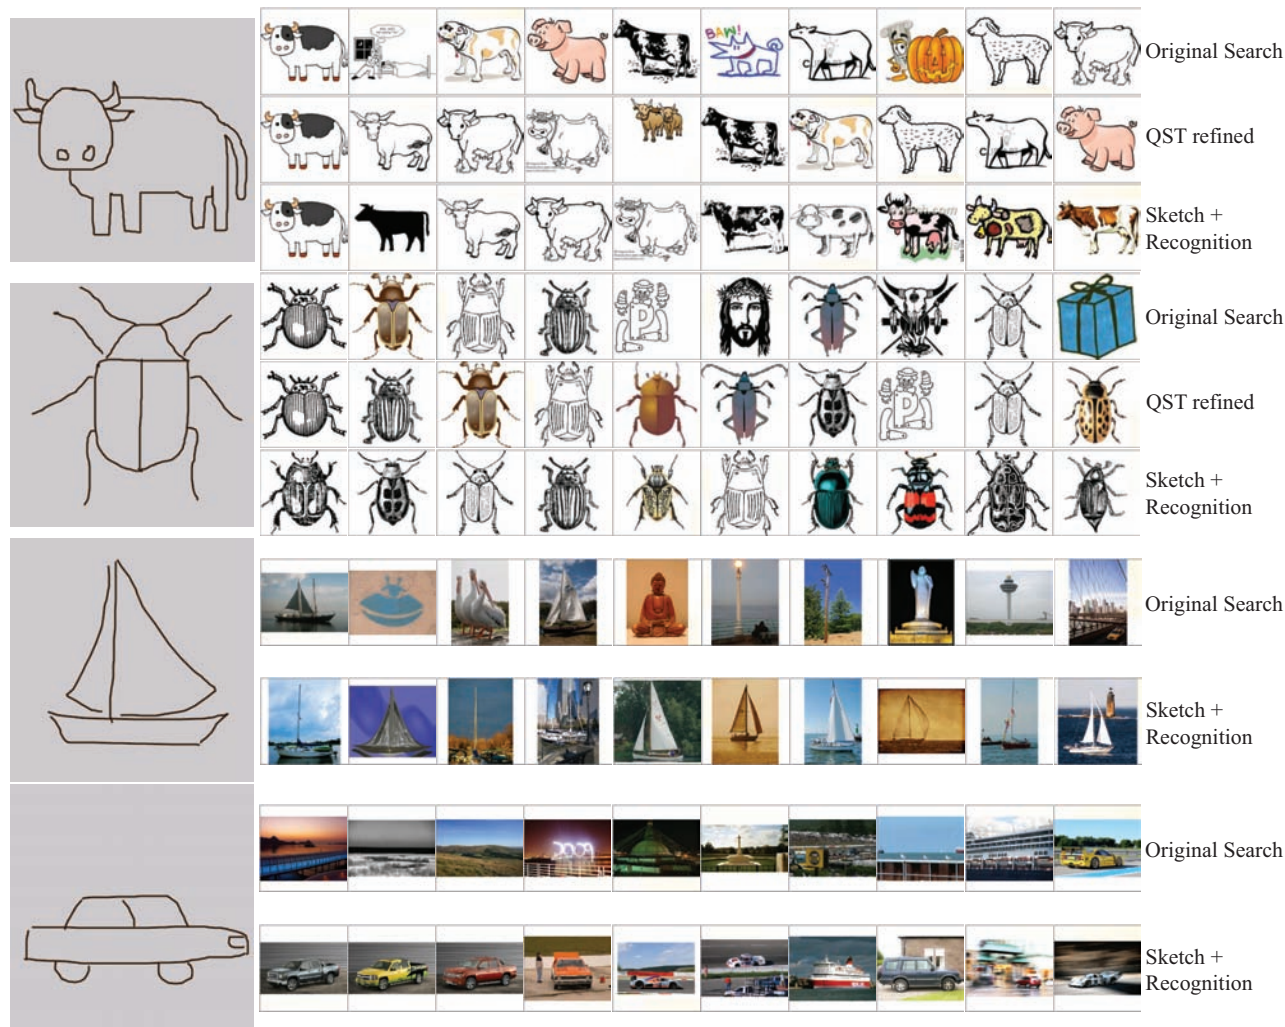 Original Search
BAW!
QST refined
Sketch +
Recognition
Original Search
P
QST refined
P
Sketch +
Recognition
Original Search
Sketch +
Recognition
2009
Original Search
Sketch +
Recognition